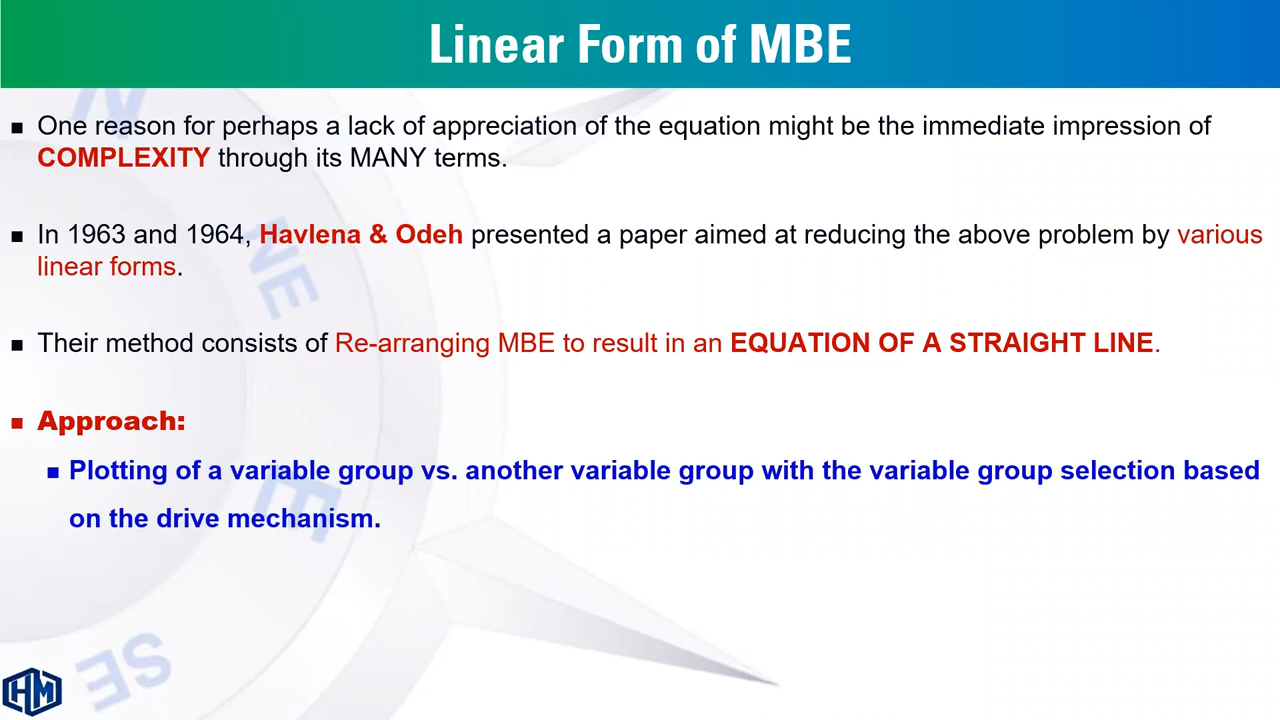 Linear Form of MBE
One reason for perhaps a lack of appreciation of the equation might be the immediate impression of
COMPLEXITY through its MANY terms.
In 1963 and 1964, Havlena & Odeh presented a paper aimed at reducing the above problem by various
linear forms.
Their method consists of Re-arranging MBE to result in an EQUATION OF A STRAIGHT LINE.
Approach:
Plotting of a variable group vs. another variable group with the variable group selection based
on the drive mechanism.
N
NE
E
SE
HM